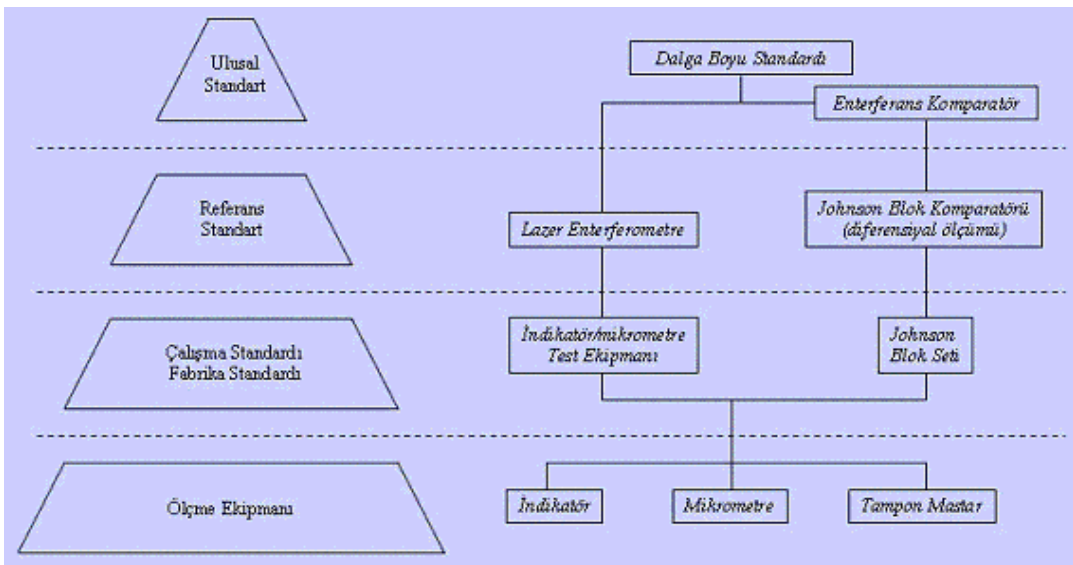 Ulusal
Standart
Dalga Boyu Standardı
Enterferans Komparatör
Referans
Standart
Lazer Enterferometre
Johnson Blok Komparatörü
(diferensiyal ölçümü)
Çalışma Standardı
Fabrika Standardı
İndikatör/mikrometre
Test Ekipmanı
Johnson
Blok Seti
Ölçme Ekipmanı
İndikatör
Mikrometre
Tampon Mastar